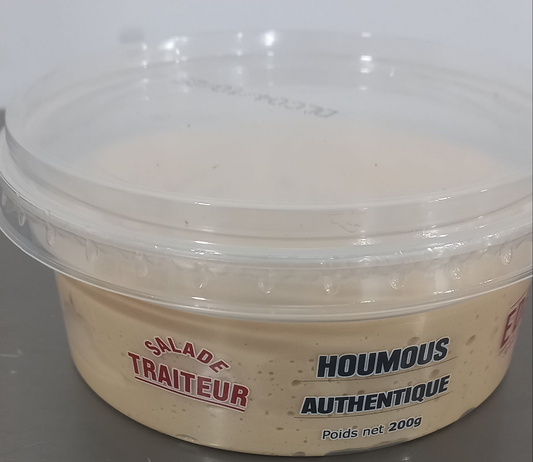 SALADE
TRAITEUR
HOUMOUS
AUTHENTIQUE
Poids net 200g